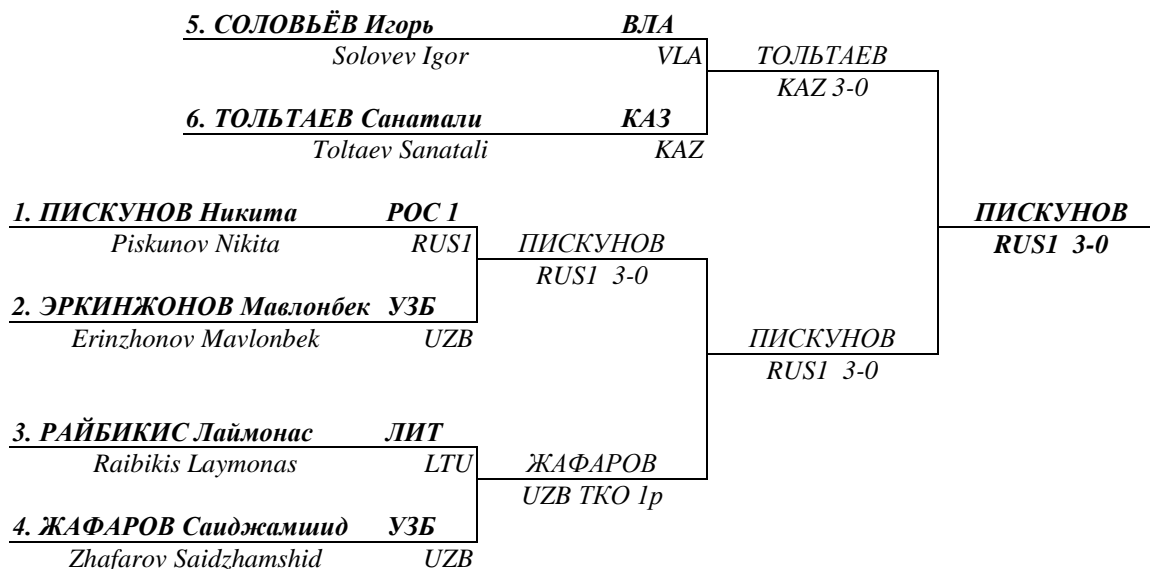 5. СОЛОВЬЁВ Игорь ВЛА
Solovev Igor VLA
ТОЛЬТАЕВ
KAZ 3-0
6. ТОЛЬТАЕВ Санатали КАЗ
Toltaev Sanatali KAZ
1. ПИСКУНОВ Никита РОС 1
Piskunov Nikita RUS1
ПИСКУНОВ
RUS1 3-0
2. ЭРКИНЖОНОВ Мавлонбек УЗБ
Erinzhonov Mavlonbek UZB
ПИСКУНОВ
RUS1 3-0
ПИСКУНОВ
RUS1 3-0
3. РАЙБИКИС Лаймонас ЛИТ
Raibikis Laymonas LTU
ЖАФАРОВ
UZB ТКО 1р
4. ЖАФАРОВ Саиджамшид УЗБ
Zhafarov Saidzhamshid UZB